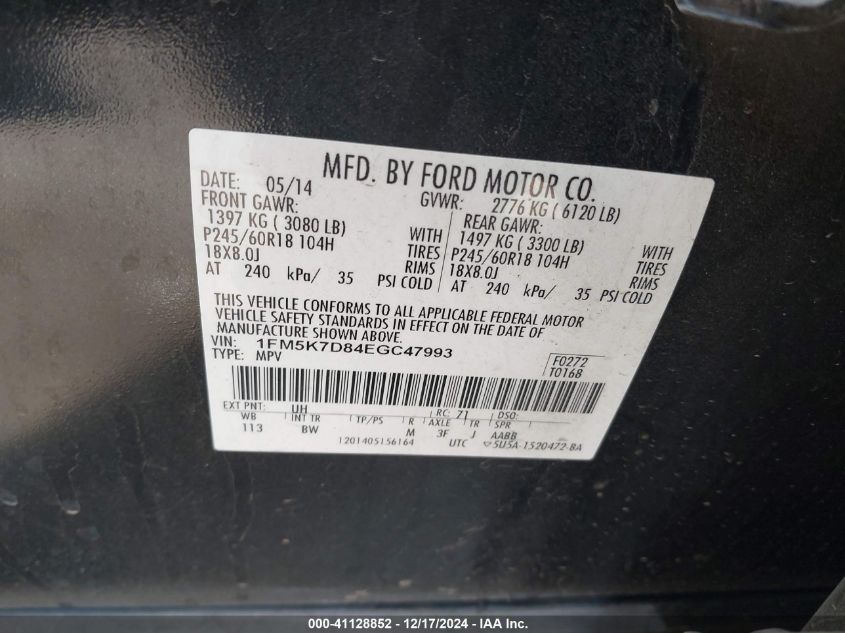 MFD. BY FORD MOTOR CO.
DATE: 05/14 GVWR: 2776 KG ( 6120 LB)
FRONT GAWR: REAR GAWR:
1397 KG ( 3080 LB) WITH 1497 KG ( 3300 LB) WITH
P245/60R18 104H TIRES P245/60R18 104H TIRES
18X8.0J RIMS 18X8.0J RIMS
AT 240 kPa/ 35 PSI COLD AT 240 kPa/ 35 PSI COLD
THIS VEHICLE CONFORMS TO ALL APPLICABLE FEDERAL MOTOR
VEHICLE SAFETY STANDARDS IN EFFECT ON THE DATE OF
MANUFACTURE SHOWN ABOVE.
VIN: 1FM5K7D84EGC47993 F0272
TYPE: MPV T0168
EXT PNT: UH RC: 71 DSO:
WB INT TR TP/PS R AXLE TR SPR
113 BW M 3F J AABB
1201405156164 UTC 5U5A-1520472-BA
000-41128852 - 12/17/2024 - IAAI Inc.